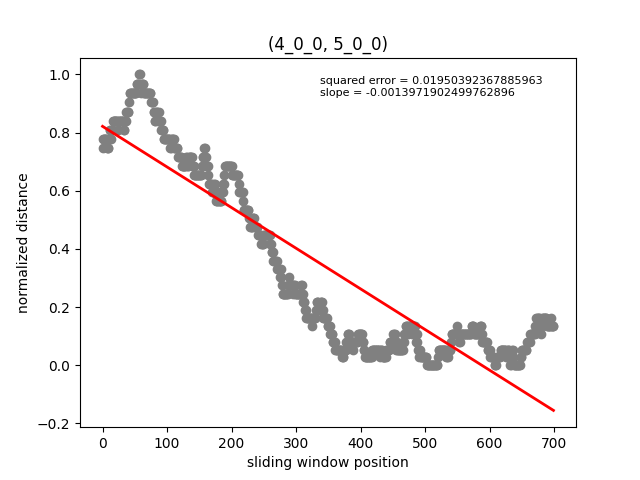 (4_0_0, 5_0_0)
squared error = 0.01950392367885963
slope = -0.0013971902499762896
normalized distance
1.0
0.8
0.6
0.4
0.2
0.0
−0.2
0 100 200 300 400 500 600 700
sliding window position